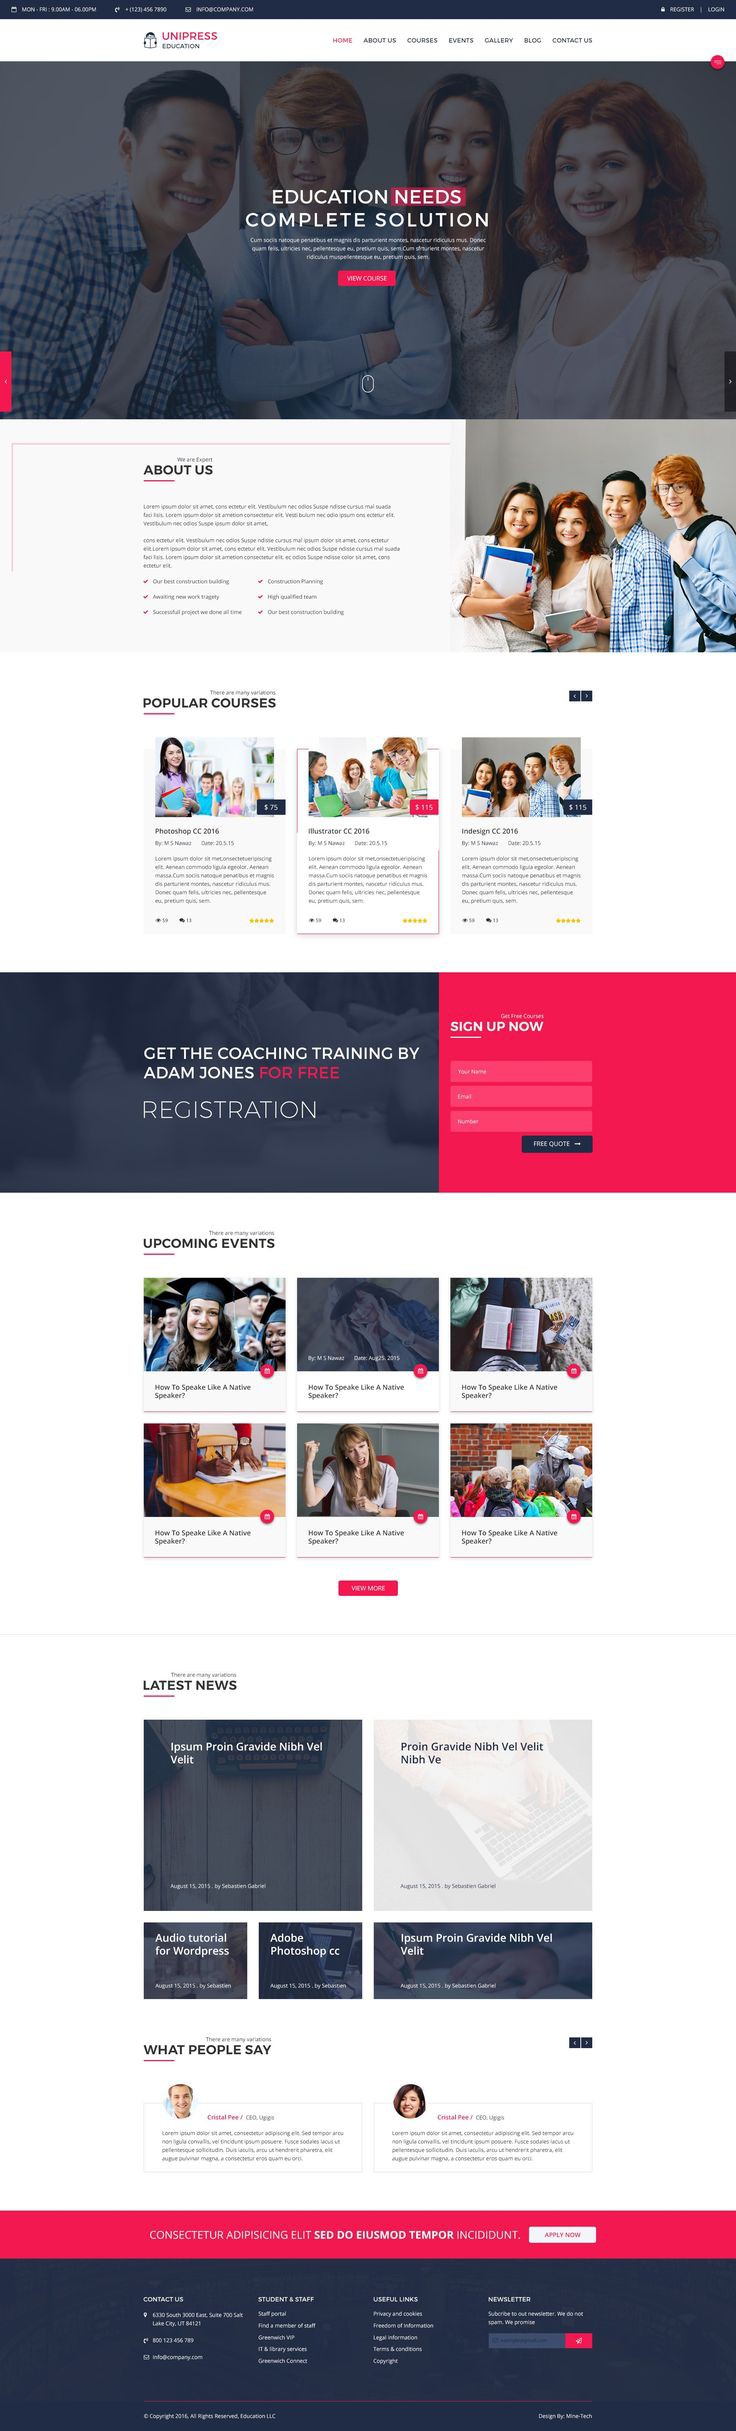 MON - FRI : 9.00AM - 06.00PM + (123) 456 7890 INFO@COMPANY.COM REGISTER | LOGIN
UNIPRESS
EDUCATION
HOME ABOUT US COURSES EVENTS GALLERY BLOG CONTACT US
EDUCATION NEEDS
COMPLETE SOLUTION
Cum sociis natoque penatibus et magnis dis parturient montes, nascetur ridiculus mus. Donec
quam felis, ultricies nec, pellentesque eu, pretium quis, sem.Cum montes, nascetur
ridiculus muspellentesque eu, pretium quis, sem.
VIEW COURSE
We are Expert
ABOUT US
Lorem ipsum dolor sit amet, cons ectetur elit. Vestibulum nec odios Suspe ndisse cursus mal suada
faci lisis. Lorem ipsum dolor sit ametion consectetur elit. Vesti bulum nec odio ipsum ons ectetur elit.
Vestibulum nec odios Suspe ipsum dolor sit amet,
cons ectetur elit. Vestibulum nec odios Suspe ndisse cursus mal ipsum dolor sit amet, cons ectetur
elit.Lorem ipsum dolor sit amet, cons ectetur elit. Vestibulum nec odios Suspe ndisse cursus mal suada
faci lisis. Lorem ipsum dolor sit ametion consectetur elit. ec odios Suspe ndisse cursus color sit amet, cons
ectetur elit.
Our best construction building
Construction Planning
Awaiting new work tragety
High qualified team
Successfull project we done all time
Our best construction building
There are many variations
POPULAR COURSES
$ 75
Photoshop CC 2016
By: M S Nawaz Date: 20.5.15
Lorem ipsum dolor sit met,onsectetueripiscing
elit. Aenean commodo ligula egedolor. Aenean
massa.Cum sociis natoque penatibus et magnis
dis parturient montes, nascetur ridiculus mus.
Donec quam felis, ultricies nec, pellentesque
eu, pretium quis, sem.
59 13
$ 115
Illustrator CC 2016
By: M S Nawaz Date: 20.5.15
Lorem ipsum dolor sit met,onsectetueripiscing
elit. Aenean commodo ligula egedolor. Aenean
massa.Cum sociis natoque penatibus et magnis
dis parturient montes, nascetur ridiculus mus.
Donec quam felis, ultricies nec, pellentesque
eu, pretium quis, sem.
59 13
$ 115
Indesign CC 2016
By: M S Nawaz Date: 20.5.15
Lorem ipsum dolor sit met,onsectetueripiscing
elit. Aenean commodo ligula egedolor. Aenean
massa.Cum sociis natoque penatibus et magnis
dis parturient montes, nascetur ridiculus mus.
Donec quam felis, ultricies nec, pellentesque
eu, pretium quis, sem.
59 13
GET THE COACHING TRAINING BY
ADAM JONES FOR FREE
REGISTRATION
Get Free Courses
SIGN UP NOW
Your Name
Email
Number
FREE QUOTE
There are many variations
UPCOMING EVENTS
How To Speake Like A Native
Speaker?
By: M S Nawaz Date: Aug25, 2015
How To Speake Like A Native
Speaker?
How To Speake Like A Native
Speaker?
How To Speake Like A Native
Speaker?
How To Speake Like A Native
Speaker?
How To Speake Like A Native
Speaker?
VIEW MORE
There are many variations
LATEST NEWS
Ipsum Proin Gravide Nibh Vel
Velit
August 15, 2015 . by Sebastien Gabriel
Proin Gravide Nibh Vel Velit
Nibh Ve
August 15, 2015 . by Sebastien Gabriel
Audio tutorial
for Wordpress
August 15, 2015 . by Sebastien
Adobe
Photoshop cc
August 15, 2015 . by Sebastien
Ipsum Proin Gravide Nibh Vel
Velit
August 15, 2015 . by Sebastien Gabriel
There are many variations
WHAT PEOPLE SAY
Cristal Pee / CEO, Ugigis
Lorem ipsum dolor sit amet, consectetur adipisicing elit. Sed tempor arcu
non ligula convallis, vel tincidunt ipsum posuere. Fusce sodales lacus ut
pellentesque sollicitudin. Duis iaculis, arcu ut hendrerit pharetra, elit
augue pulvinar magna, a consectetur eros quam eu orci.
Cristal Pee / CEO, Ugigis
Lorem ipsum dolor sit amet, consectetur adipisicing elit. Sed tempor arcu
non ligula convallis, vel tincidunt ipsum posuere. Fusce sodales lacus ut
pellentesque sollicitudin. Duis iaculis, arcu ut hendrerit pharetra, elit
augue pulvinar magna, a consectetur eros quam eu orci.
CONSECTETUR ADIPISICING ELIT SED DO EIUSMOD TEMPOR INCIDIDUNT.
APPLY NOW
CONTACT US
6330 South 3000 East, Suite 700 Salt
Lake City, UT 84121
800 123 456 789
Info@company.com
STUDENT & STAFF
Staff portal
Find a member of staff
Greenwich VIP
IT & library services
Greenwich Connect
USEFUL LINKS
Privacy and cookies
Freedom of Information
Legal information
Terms & conditions
Copyright
NEWSLETTER
Subcribe to out newsletter. We do not
spam. We promise
© Copyright 2016, All Rights Reserved, Education LLC
Design By: Mine-Tech